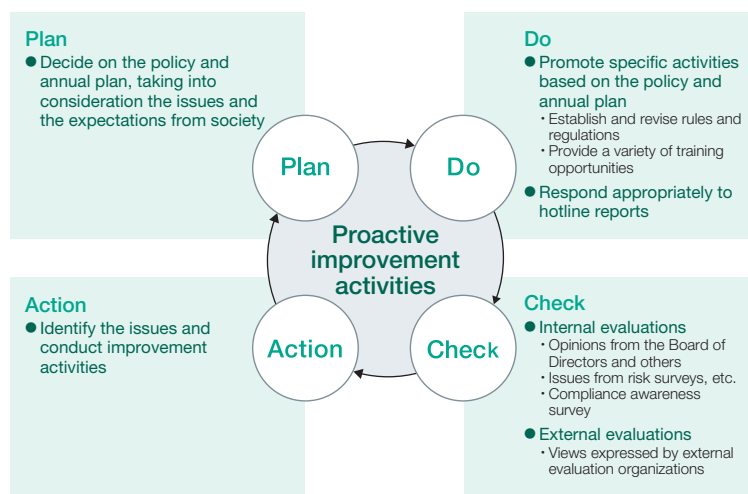 Plan
● Decide on the policy and
annual plan, taking into
consideration the issues and
the expectations from society
Do
● Promote specific activities
based on the policy and
annual plan
・Establish and revise rules and
regulations
・Provide a variety of training
opportunities
● Respond appropriately to
hotline reports
Plan
Do
Proactive
improvement
activities
Action
Check
Action
● Identify the issues and
conduct improvement
activities
Check
● Internal evaluations
・Opinions from the Board of
Directors and others
・Issues from risk surveys, etc.
・Compliance awareness
survey
● External evaluations
・Views expressed by external
evaluation organizations